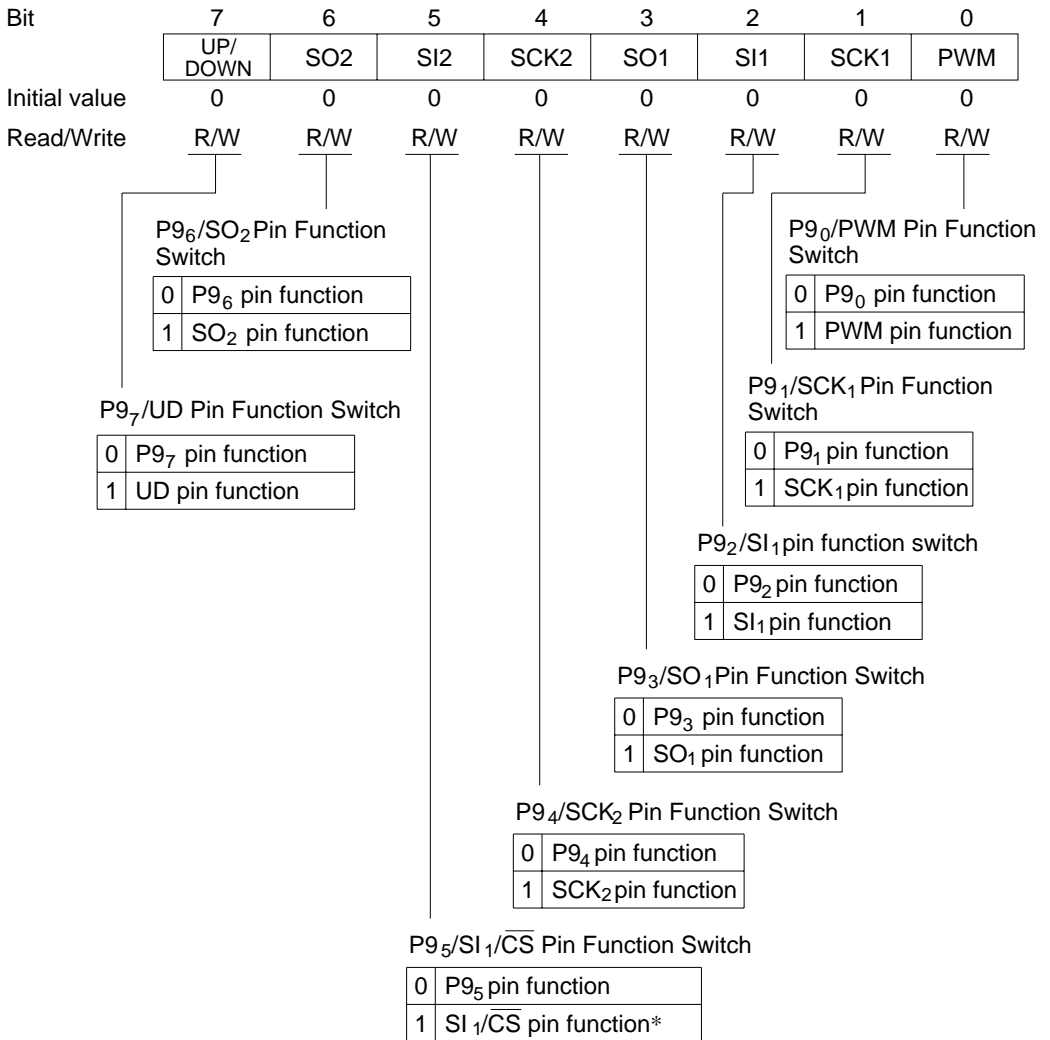 Bit 7 6 5 4 3 2 1 0
UP/DOWN SO2 SI2 SCK2 SO1 SI1 SCK1 PWM
Initial value 0 0 0 0 0 0 0 0
Read/Write R/W R/W R/W R/W R/W R/W R/W R/W
P9₆/SO₂ Pin Function
Switch
0 P9₆ pin function
1 SO₂ pin function
P9₀/PWM Pin Function
Switch
0 P9₀ pin function
1 PWM pin function
P9₇/UD Pin Function Switch
0 P9₇ pin function
1 UD pin function
P9₁/SCK₁ Pin Function
Switch
0 P9₁ pin function
1 SCK₁ pin function
P9₂/SI₁ pin function switch
0 P9₂ pin function
1 SI₁ pin function
P9₃/SO₁ Pin Function Switch
0 P9₃ pin function
1 SO₁ pin function
P9₄/SCK₂ Pin Function Switch
0 P9₄ pin function
1 SCK₂ pin function
P9₅/SI₁/C̅S̅ Pin Function Switch
0 P9₅ pin function
1 SI₁/C̅S̅ pin function*